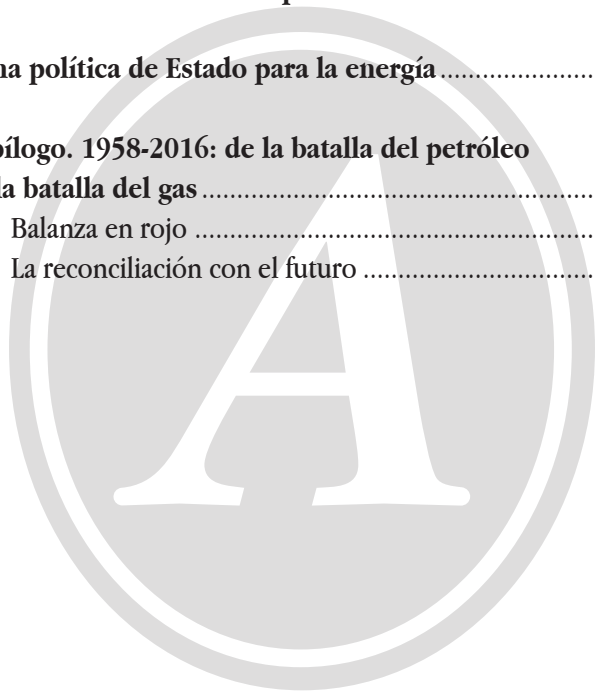 na política de Estado para la energía....................
pílogo. 1958-2016: de la batalla del petróleo
la batalla del gas....................
Balanza en rojo ....................
La reconciliación con el futuro ....................
A